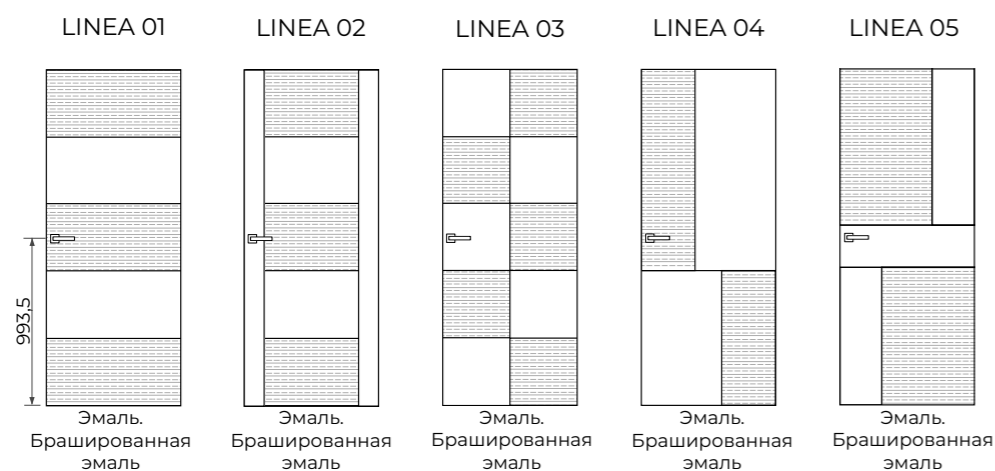 LINEA 01
LINEA 02
LINEA 03
LINEA 04
LINEA 05
993,5
Эмаль.
Брашированная
эмаль
Эмаль.
Брашированная
эмаль
Эмаль.
Брашированная
эмаль
Эмаль.
Брашированная
эмаль
Эмаль.
Брашированная
эмаль